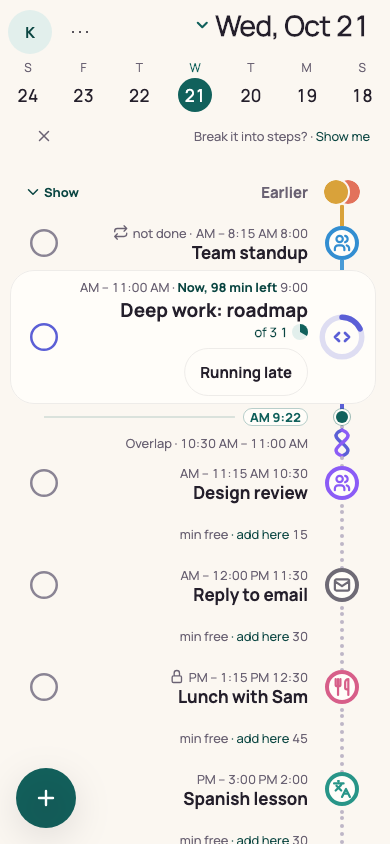 K
...
Wed, Oct 21
S F T W T M S
24 23 22 21 20 19 18
Break it into steps? · Show me
Show
Earlier
not done · AM – 8:15 AM 8:00
Team standup
AM – 11:00 AM · Now, 98 min left 9:00
Deep work: roadmap
of 3 1
Running late
AM 9:22
Overlap · 10:30 AM – 11:00 AM
AM – 11:15 AM 10:30
Design review
min free · add here 15
AM – 12:00 PM 11:30
Reply to email
min free · add here 30
PM – 1:15 PM 12:30
Lunch with Sam
min free · add here 45
PM – 3:00 PM 2:00
Spanish lesson
min free · add here 30